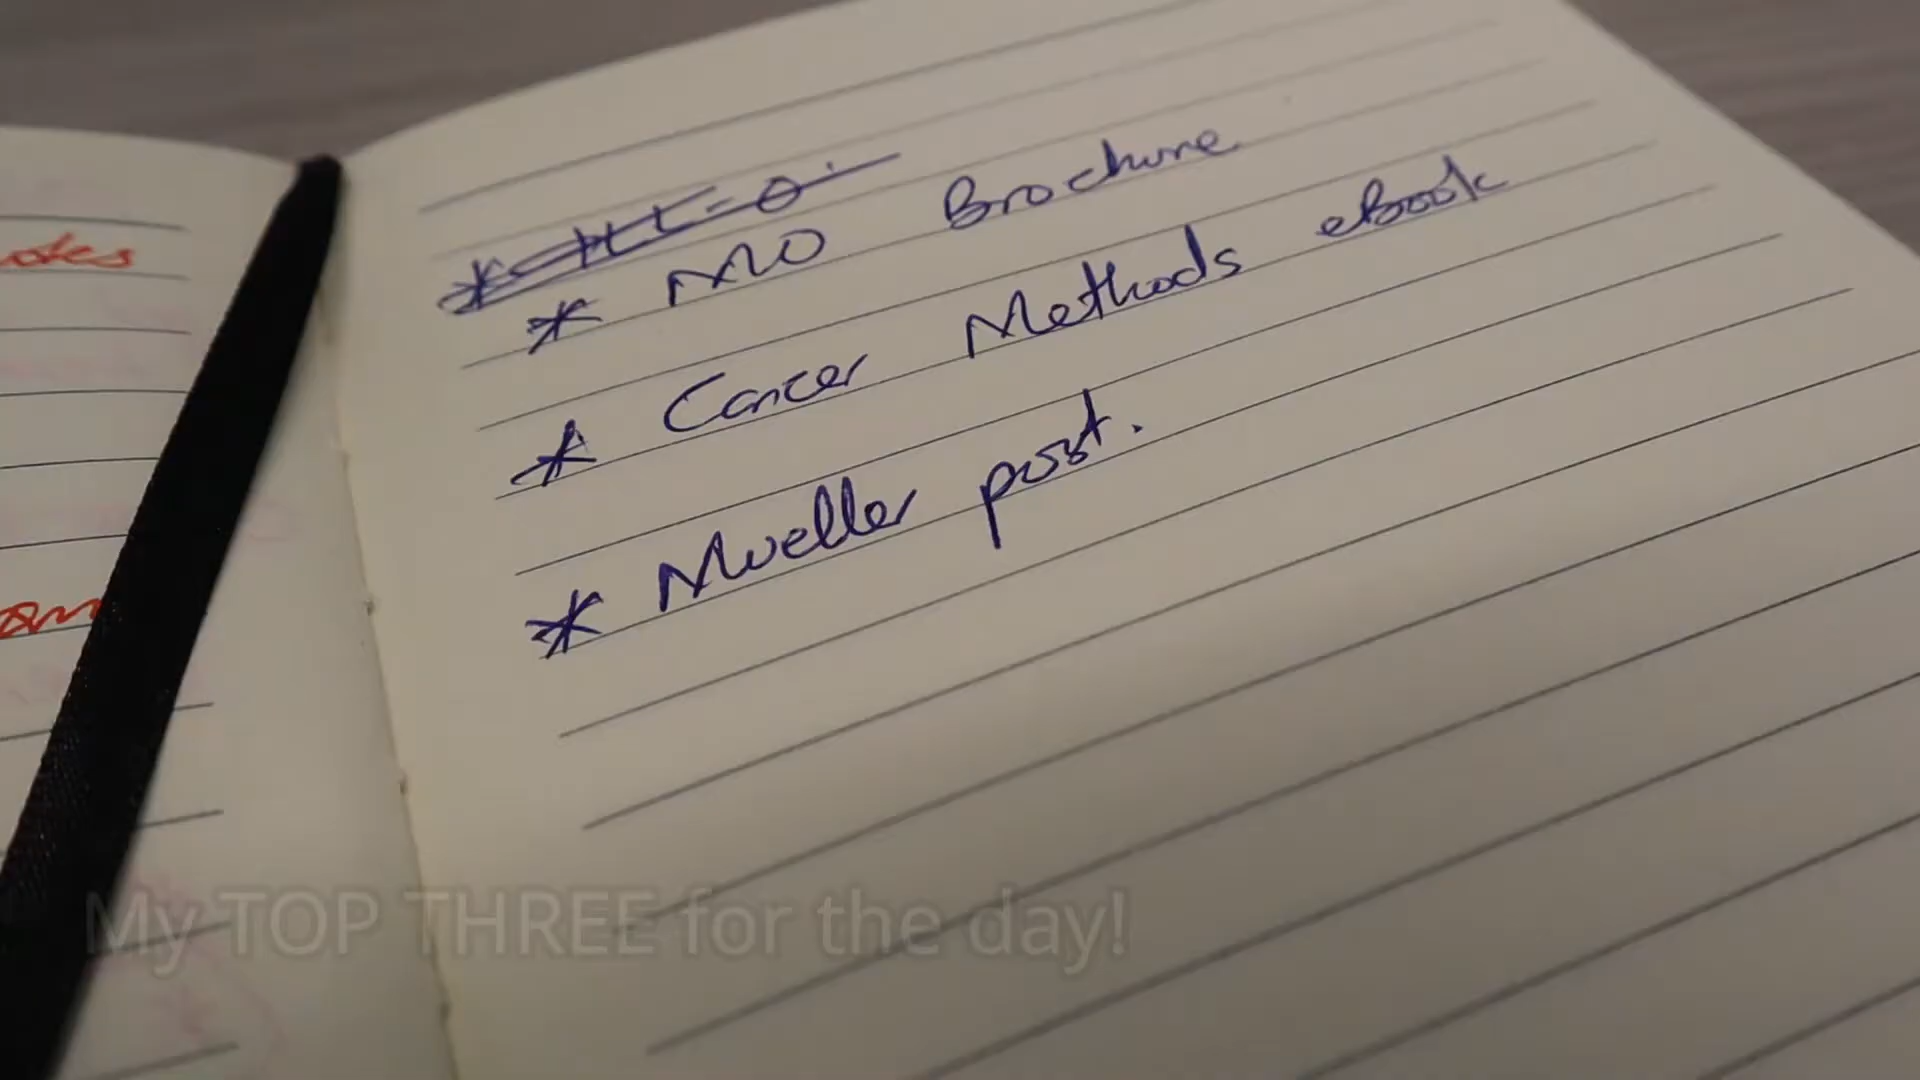 * MO Brochure
* Cancer Methods eBook
* Mueller post.
My TOP THREE for the day!